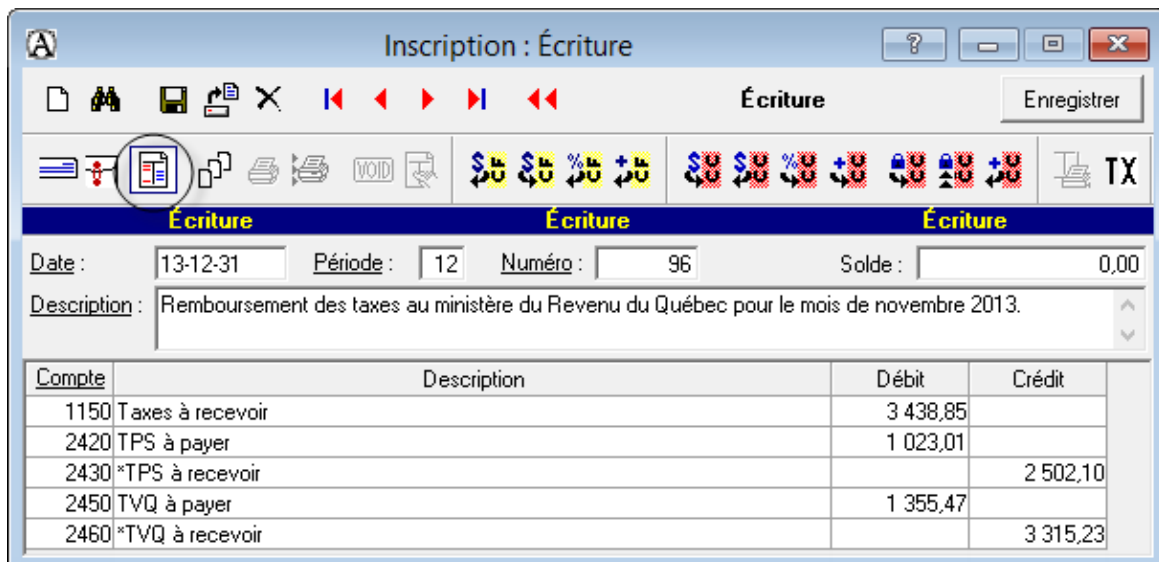 A Inscription : Écriture ?
Écriture Enregistrer
VOID $ $ % + $ $ % + + TX
Écriture Écriture Écriture
Date : 13-12-31 Période : 12 Numéro : 96 Solde : 0,00
Description : Remboursement des taxes au ministère du Revenu du Québec pour le mois de novembre 2013.
Compte Description Débit Crédit
1150 Taxes à recevoir 3 438,85
2420 TPS à payer 1 023,01
2430 *TPS à recevoir 2 502,10
2450 TVQ à payer 1 355,47
2460 *TVQ à recevoir 3 315,23